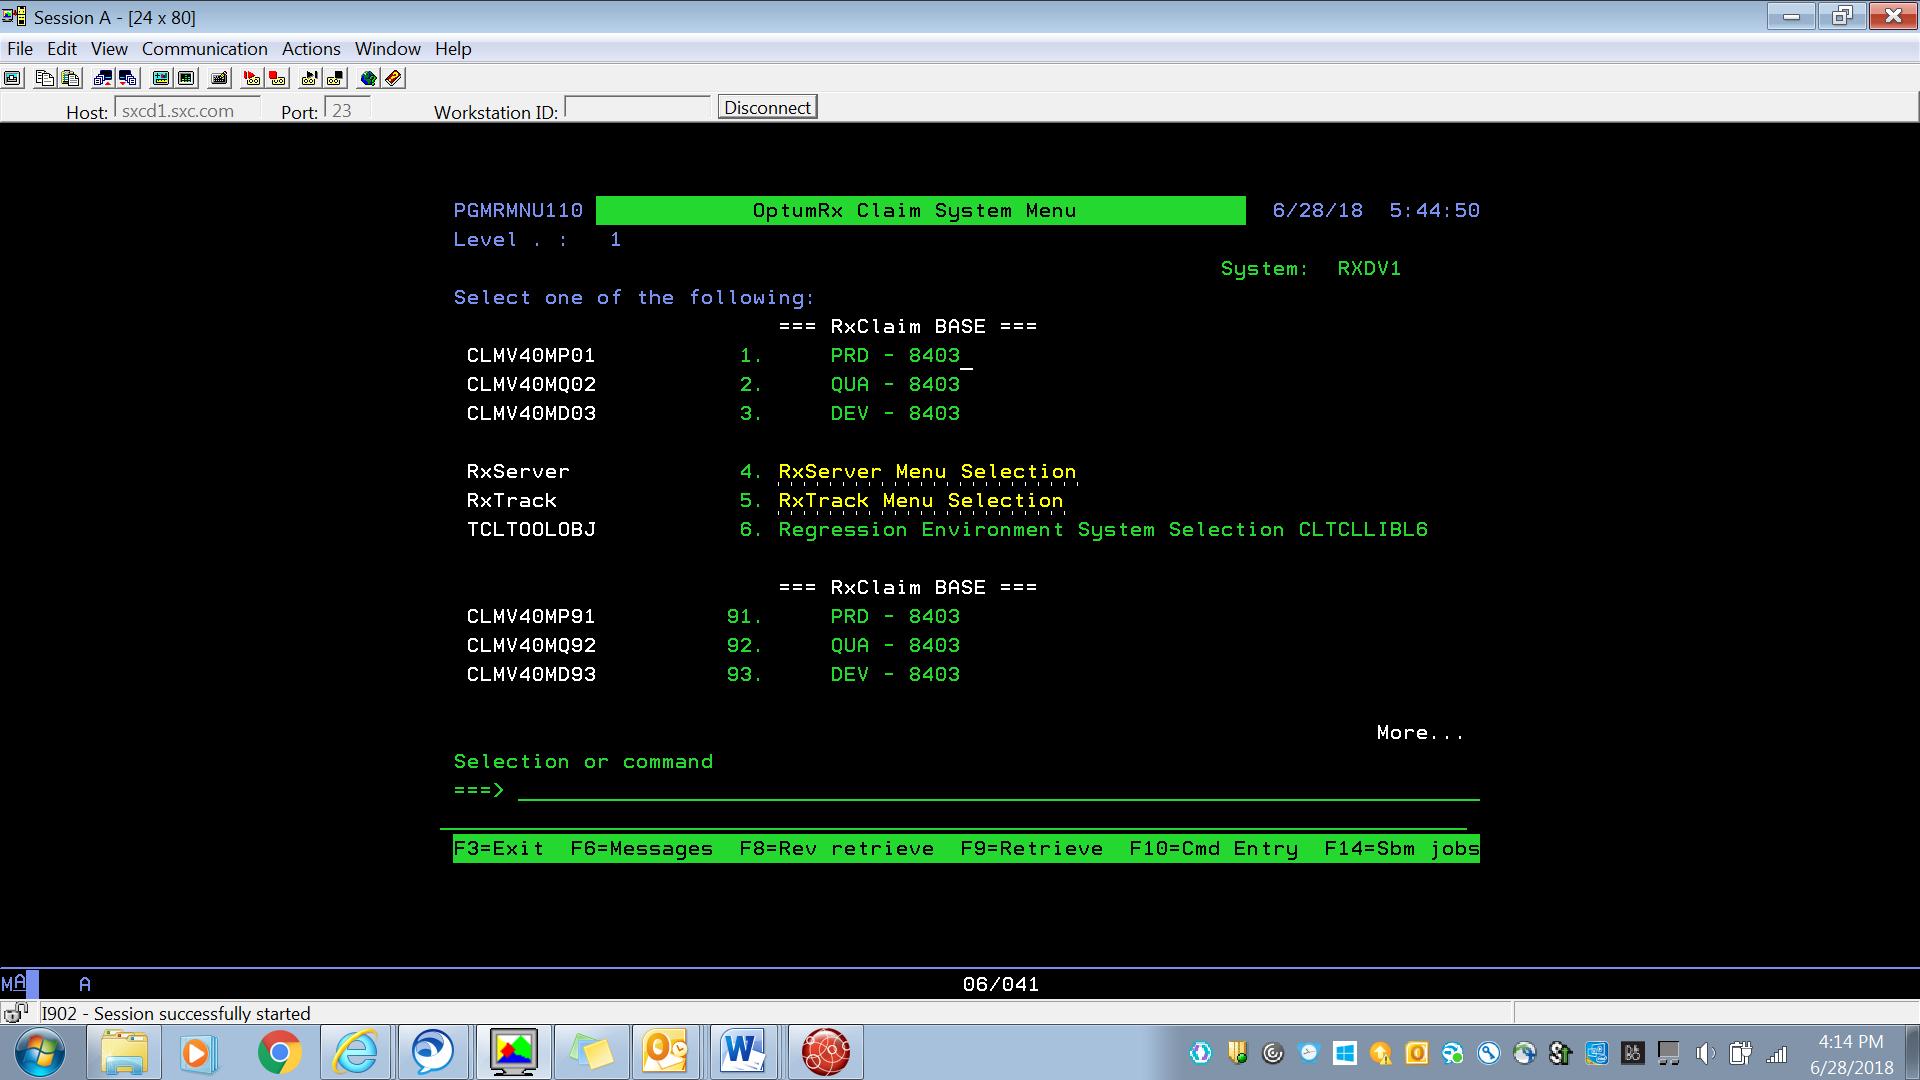 Session A - [24 x 80]
File Edit View Communication Actions Window Help
Host: sxcd1.sxc.com Port: 23 Workstation ID: Disconnect
PGMRMNU110 OptumRx Claim System Menu 6/28/18 5:44:50
Level . : 1
System: RXDV1
Select one of the following:
=== RxClaim BASE ===
CLMV40MP01 1. PRD - 8403
CLMV40MQ02 2. QUA - 8403
CLMV40MD03 3. DEV - 8403
RxServer 4. RxServer Menu Selection
RxTrack 5. RxTrack Menu Selection
TCLTOOLOBJ 6. Regression Environment System Selection CLTCLLIBL6
=== RxClaim BASE ===
CLMV40MP91 91. PRD - 8403
CLMV40MQ92 92. QUA - 8403
CLMV40MD93 93. DEV - 8403
More...
Selection or command
===>
F3=Exit F6=Messages F8=Rev retrieve F9=Retrieve F10=Cmd Entry F14=Sbm jobs
MA A 06/041
I902 - Session successfully started
4:14 PM
6/28/2018